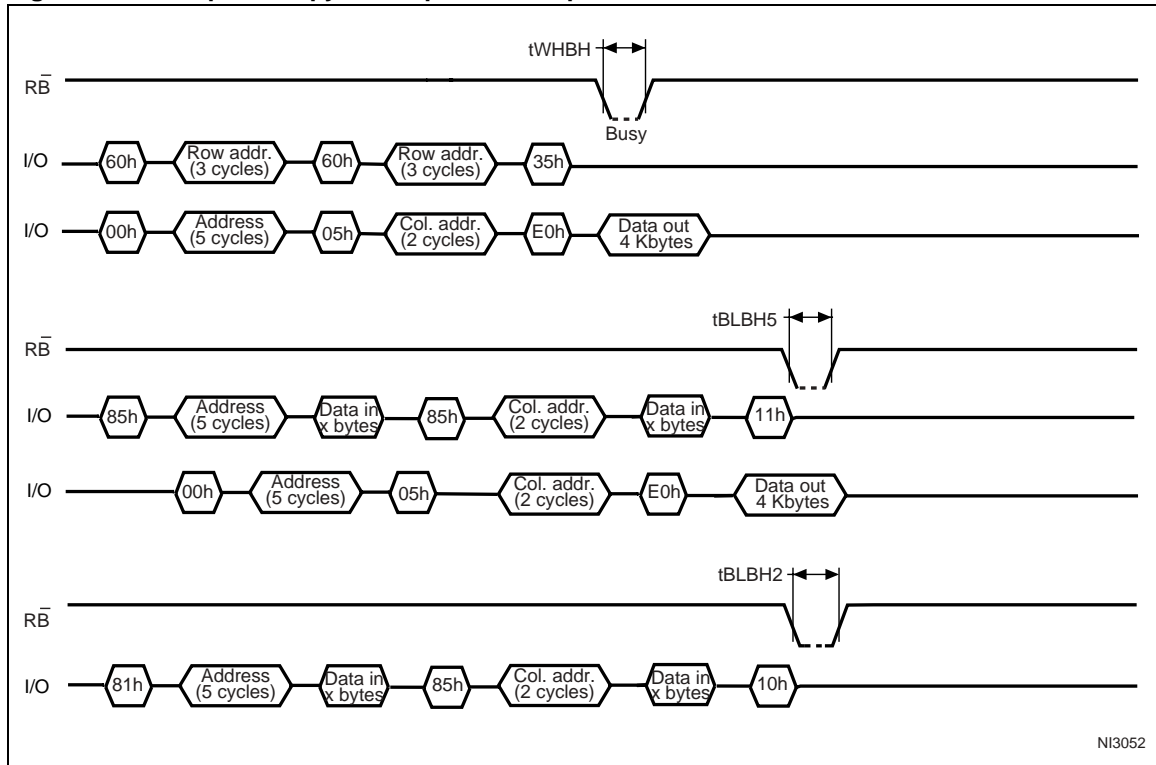 tWHBH
RB̅
Busy
I/O 60h Row addr. (3 cycles) 60h Row addr. (3 cycles) 35h
I/O 00h Address (5 cycles) 05h Col. addr. (2 cycles) E0h Data out 4 Kbytes
tBLBH5
RB̅
I/O 85h Address (5 cycles) Data in x bytes 85h Col. addr. (2 cycles) Data in x bytes 11h
I/O 00h Address (5 cycles) 05h Col. addr. (2 cycles) E0h Data out 4 Kbytes
tBLBH2
RB̅
I/O 81h Address (5 cycles) Data in x bytes 85h Col. addr. (2 cycles) Data in x bytes 10h
NI3052